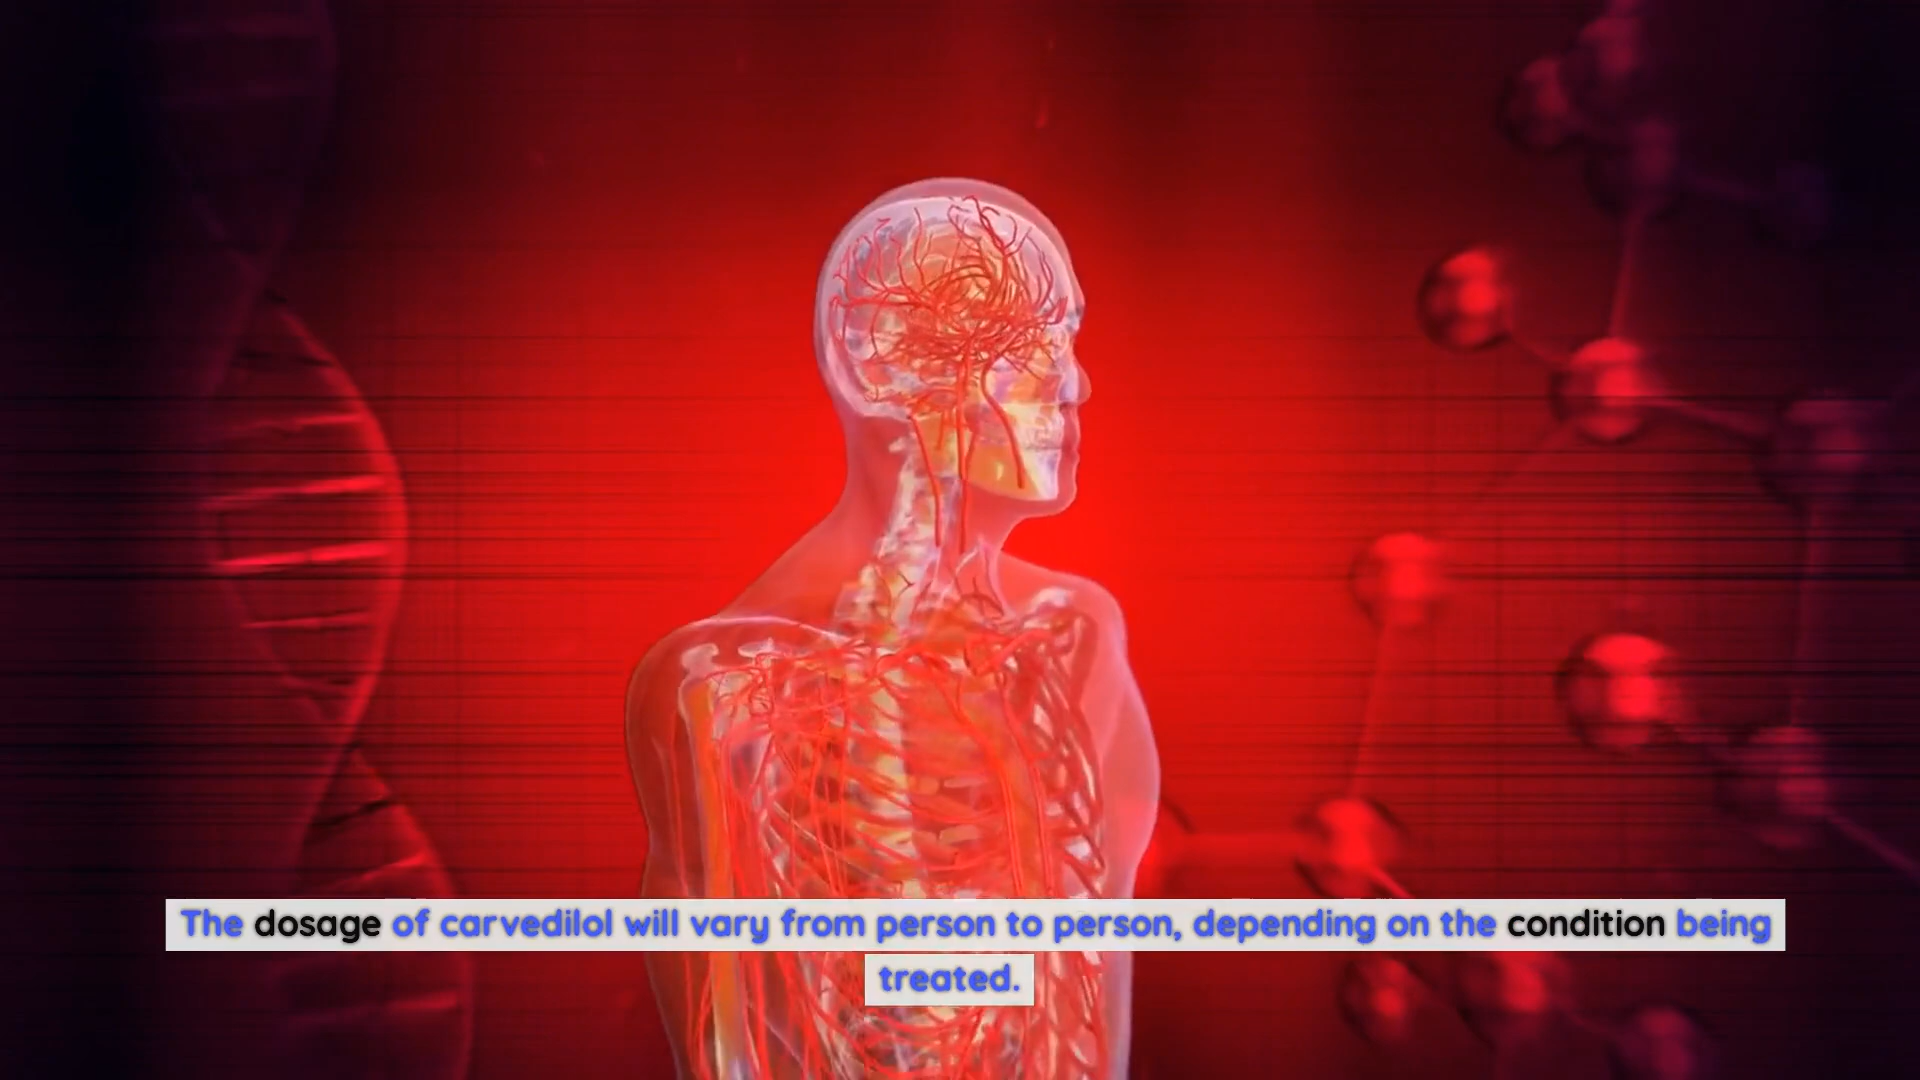 The dosage of carvedilol will vary from person to person, depending on the condition being
treated.